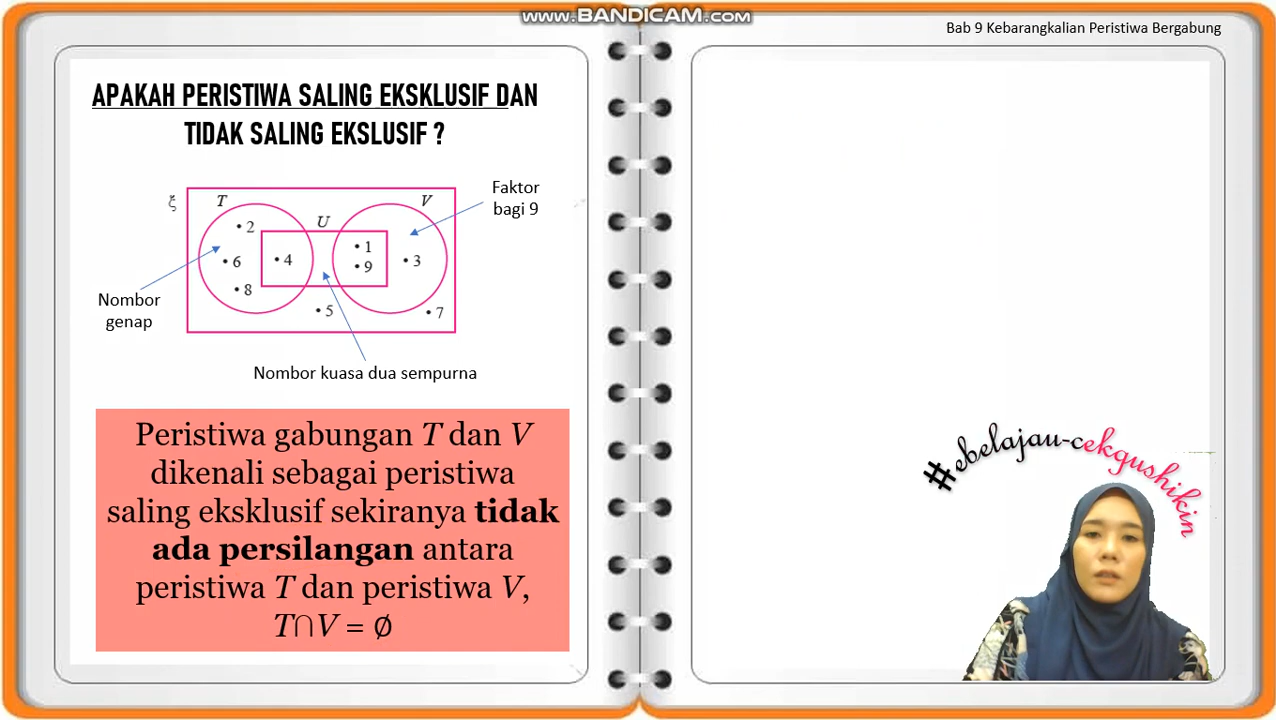 www.BANDICAM.com
Bab 9 Kebarangkalian Peristiwa Bergabung
APAKAH PERISTIWA SALING EKSKLUSIF DAN
TIDAK SALING EKSLUSIF ?
Faktor
bagi 9
ξ
T
U
V
• 2
• 6
• 8
• 4
• 1
• 9
• 3
• 5
• 7
Nombor
genap
Nombor kuasa dua sempurna
Peristiwa gabungan T dan V
dikenali sebagai peristiwa
saling eksklusif sekiranya tidak
ada persilangan antara
peristiwa T dan peristiwa V,
T∩V = ∅
#ebelajau-cekgushikin